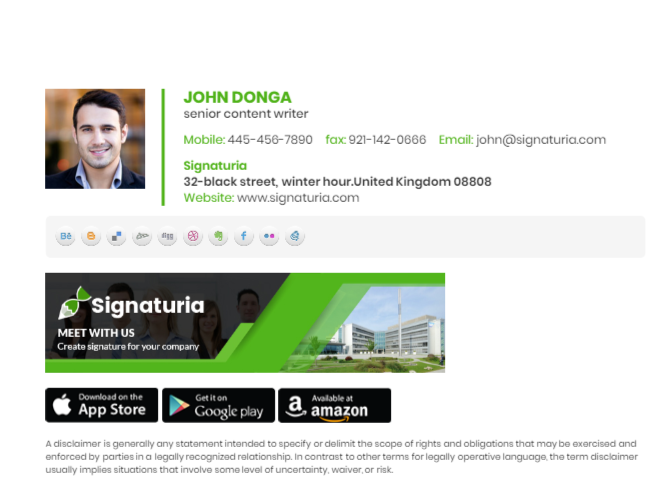 JOHN DONGA
senior content writer
Mobile: 445-456-7890 fax: 921-142-0666 Email: john@signaturia.com
Signaturia
32-black street, winter hour.United Kingdom 08808
Website: www.signaturia.com
Bē
digg
f
Signaturia
MEET WITH US
Create signature for your company
Download on the
App Store
Get it on
Google play
Available at
a amazon
A disclaimer is generally any statement intended to specify or delimit the scope of rights and obligations that may be exercised and
enforced by parties in a legally recognized relationship. In contrast to other terms for legally operative language, the term disclaimer
usually implies situations that involve some level of uncertainty, waiver, or risk.